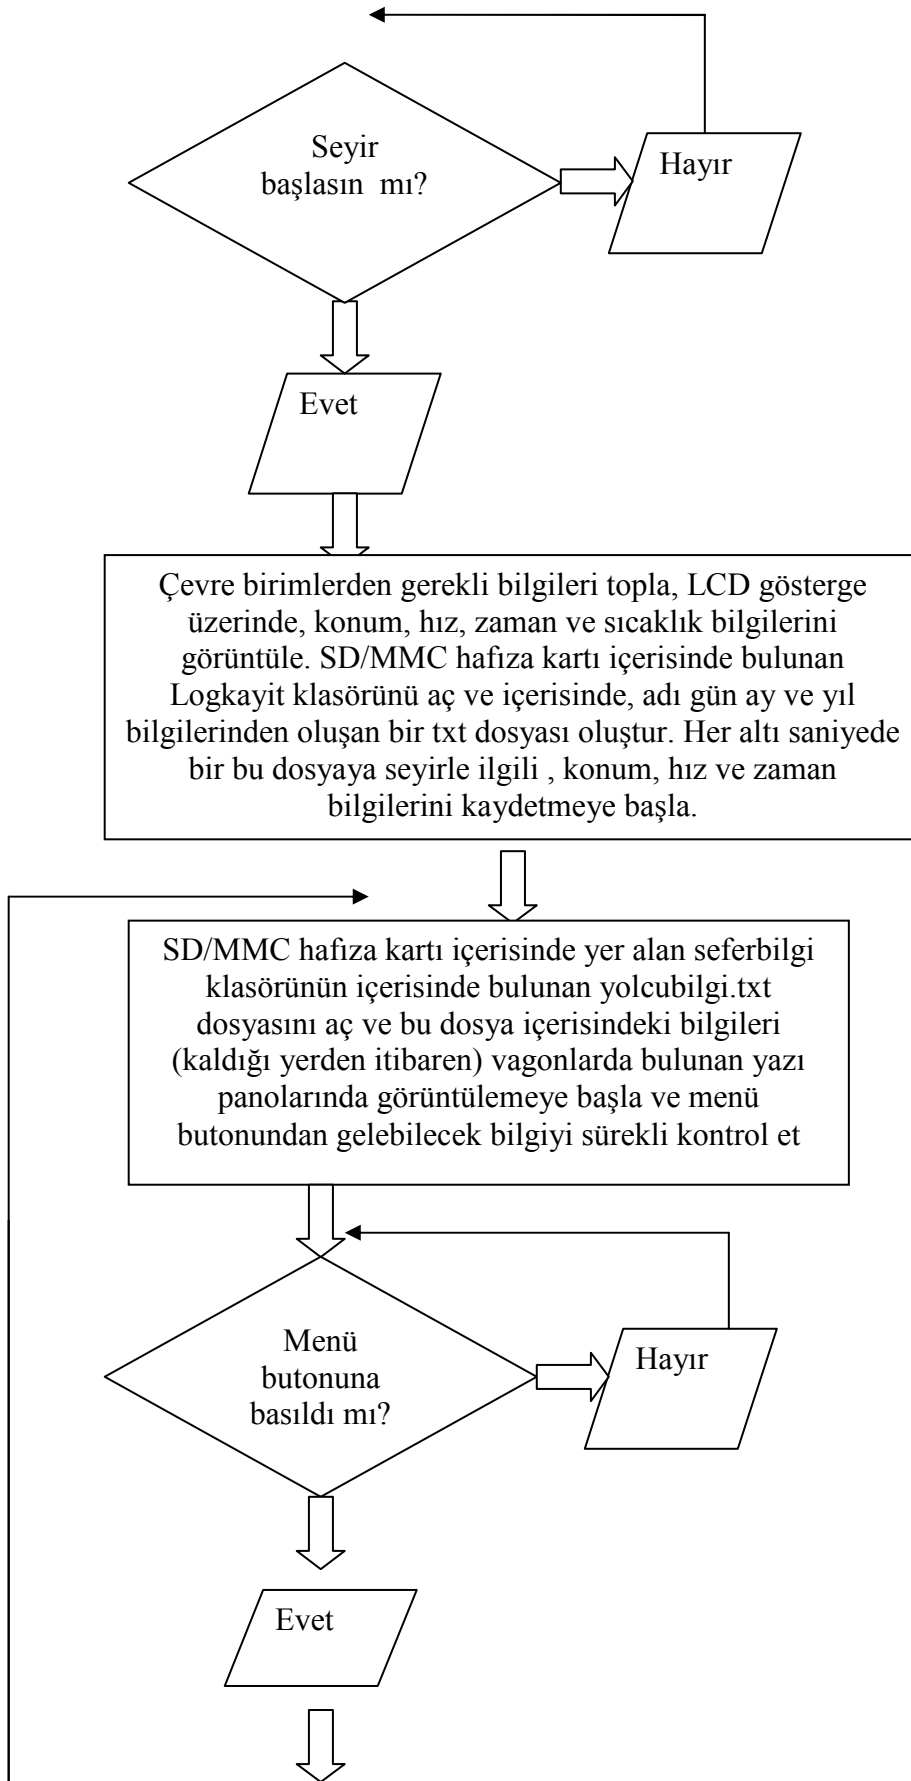 Seyir
başlasın  mı?
Hayır
Evet
Çevre birimlerden gerekli bilgileri topla, LCD gösterge
üzerinde, konum, hız, zaman ve sıcaklık bilgilerini
görüntüle. SD/MMC hafıza kartı içerisinde bulunan
Logkayit klasörünü aç ve içerisinde, adı gün ay ve yıl
bilgilerinden oluşan bir txt dosyası oluştur. Her altı saniyede
bir bu dosyaya seyirle ilgili , konum, hız ve zaman
bilgilerini kaydetmeye başla.
SD/MMC hafıza kartı içerisinde yer alan seferbilgi
klasörünün içerisinde bulunan yolcubilgi.txt
dosyasını aç ve bu dosya içerisindeki bilgileri
(kaldığı yerden itibaren) vagonlarda bulunan yazı
panolarında görüntülemeye başla ve menü
butonundan gelebilecek bilgiyi sürekli kontrol et
Menü
butonuna
basıldı mı?
Hayır
Evet